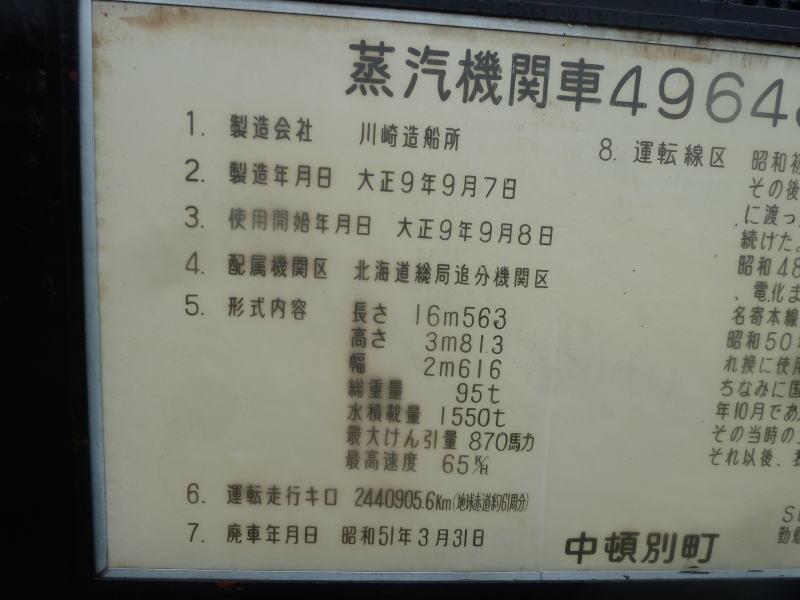 蒸汽機関車4964
1. 製造会社 川崎造船所
2. 製造年月日 大正9年9月7日
3. 使用開始年月日 大正9年9月8日
4. 配属機関区 北海道総局追分機関区
5. 形式内容 長さ 16m563
高さ 3m813
幅 2m616
総重量 95t
水積載量 1550t
最大けん引量 870馬力
最高速度 65K/H
6. 運転走行キロ 2440905.6Km(地球赤道約61周分)
7. 廃車年月日 昭和51年3月31日
8. 運転線区 昭和初
その後
に渡っ
続けた
昭和48
、電化ま
名寄本線
昭和50
れ換に使用
ちなみに国
年10月であ
その当時の
それ以後、
中頓別町